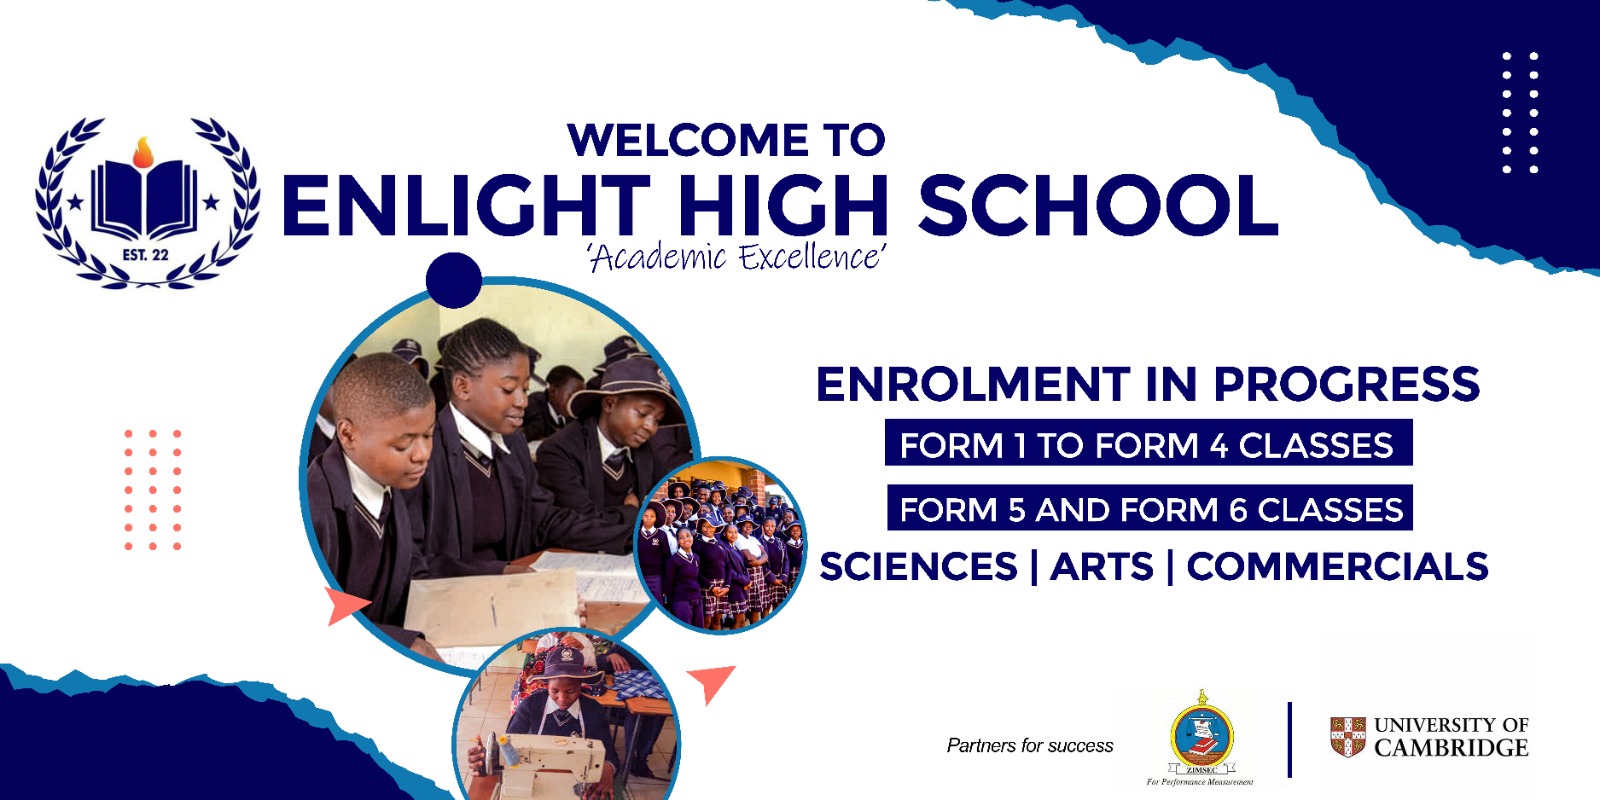 WELCOME TO
ENLIGHT HIGH SCHOOL
'Academic Excellence'
EST. 22
ENROLMENT IN PROGRESS
FORM 1 TO FORM 4 CLASSES
FORM 5 AND FORM 6 CLASSES
SCIENCES | ARTS | COMMERCIALS
Partners for success
ZIMSEC
For Performance Measurement
UNIVERSITY OF
CAMBRIDGE